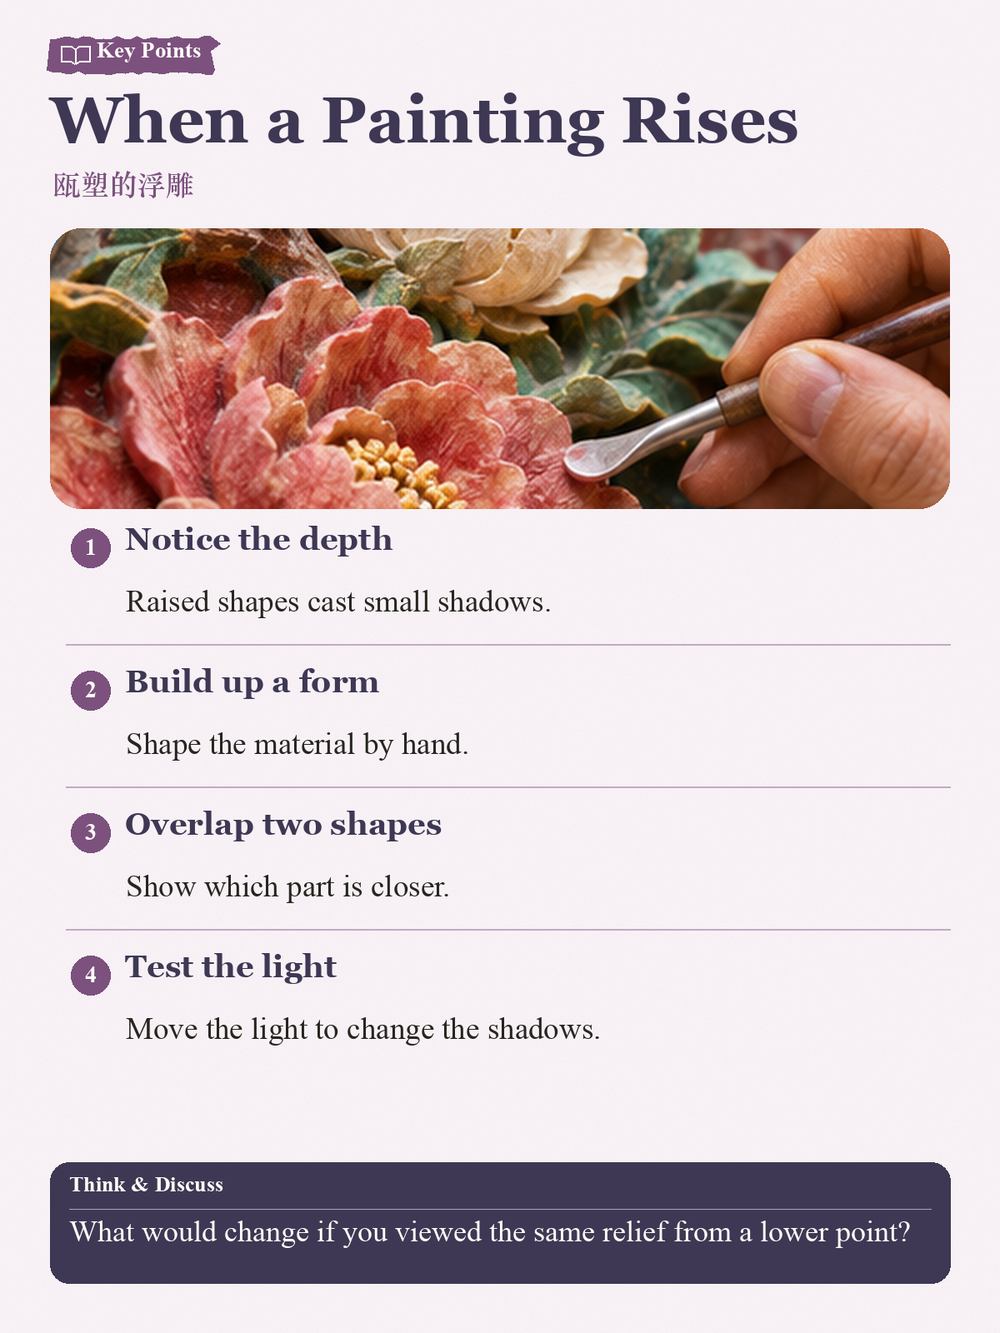 Key Points
When a Painting Rises
瓯塑的浮雕
1 Notice the depth
Raised shapes cast small shadows.
2 Build up a form
Shape the material by hand.
3 Overlap two shapes
Show which part is closer.
4 Test the light
Move the light to change the shadows.
Think & Discuss
What would change if you viewed the same relief from a lower point?